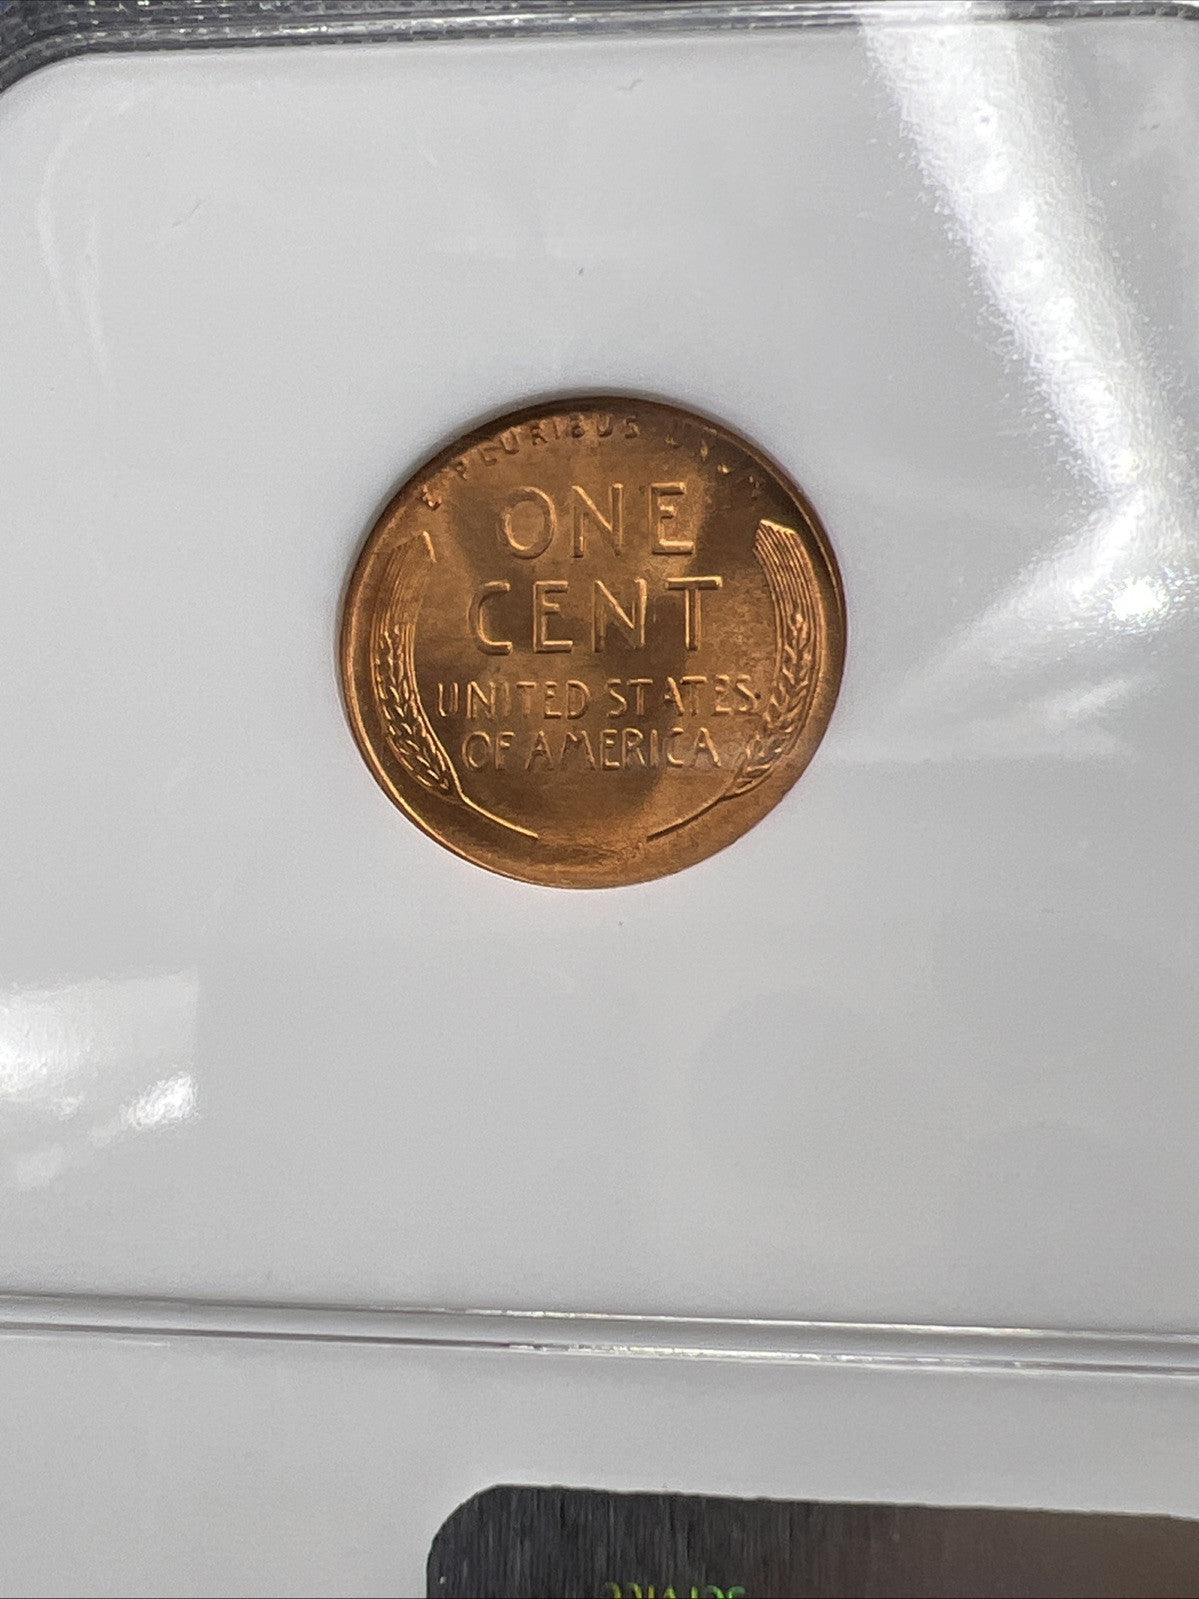 E PLURIBUS UNUM
ONE
CENT
UNITED STATES
OF AMERICA